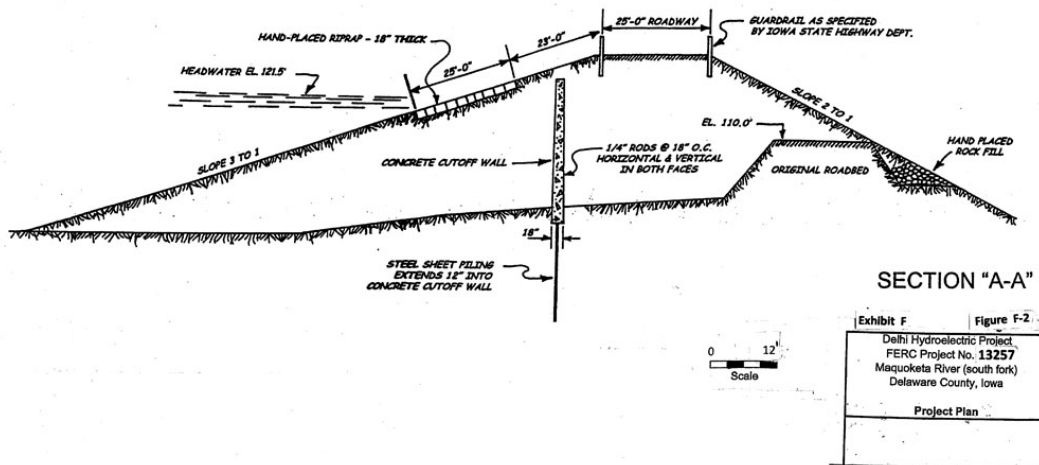 25'-0" ROADWAY
GUARDRAIL AS SPECIFIED
BY IOWA STATE HIGHWAY DEPT.
HAND-PLACED RIPRAP - 18" THICK
23'-0"
25'-0"
HEADWATER EL. 121.5'
SLOPE 3 TO 1
SLOPE 2 TO 1
EL. 110.0'
HAND PLACED
ROCK FILL
CONCRETE CUTOFF WALL
1/4" RODS @ 18" O.C.
HORIZONTAL & VERTICAL
IN BOTH FACES
ORIGINAL ROADBED
18"
STEEL SHEET PILING
EXTENDS 12" INTO
CONCRETE CUTOFF WALL
SECTION "A-A"
Exhibit F
Figure F-2
0 12'
Scale
Delhi Hydroelectric Project
FERC Project No. 13257
Maquoketa River (south fork)
Delaware County, Iowa
Project Plan